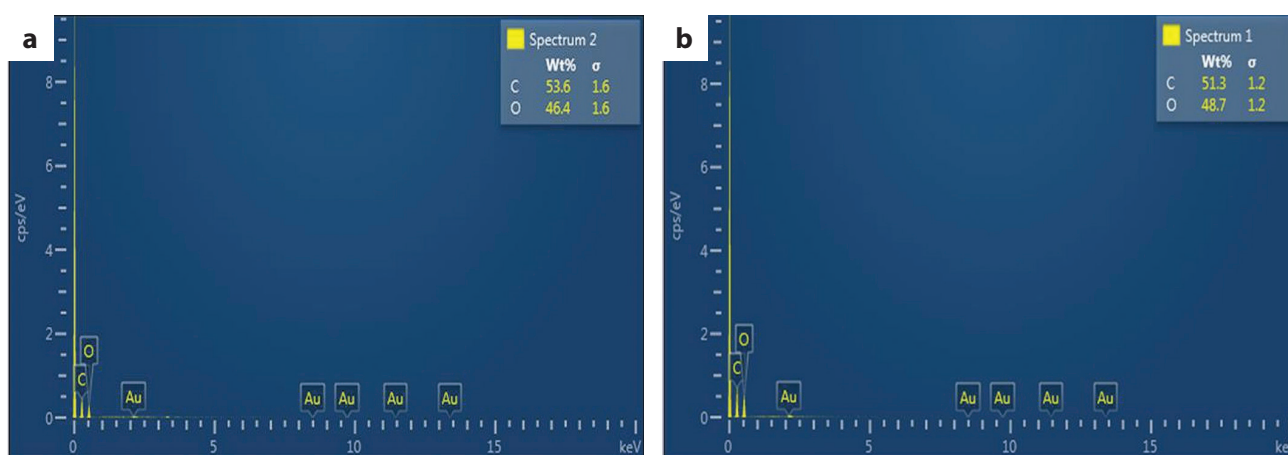 a
Spectrum 2
Wt% σ
C 53.6 1.6
O 46.4 1.6
8
6
4
2
0
cps/eV
O
C
Au
Au
Au
Au
Au
0 5 10 15 keV
b
Spectrum 1
Wt% σ
C 51.3 1.2
O 48.7 1.2
8
6
4
2
0
cps/eV
O
C
Au
Au
Au
Au
Au
0 5 10 15 keV